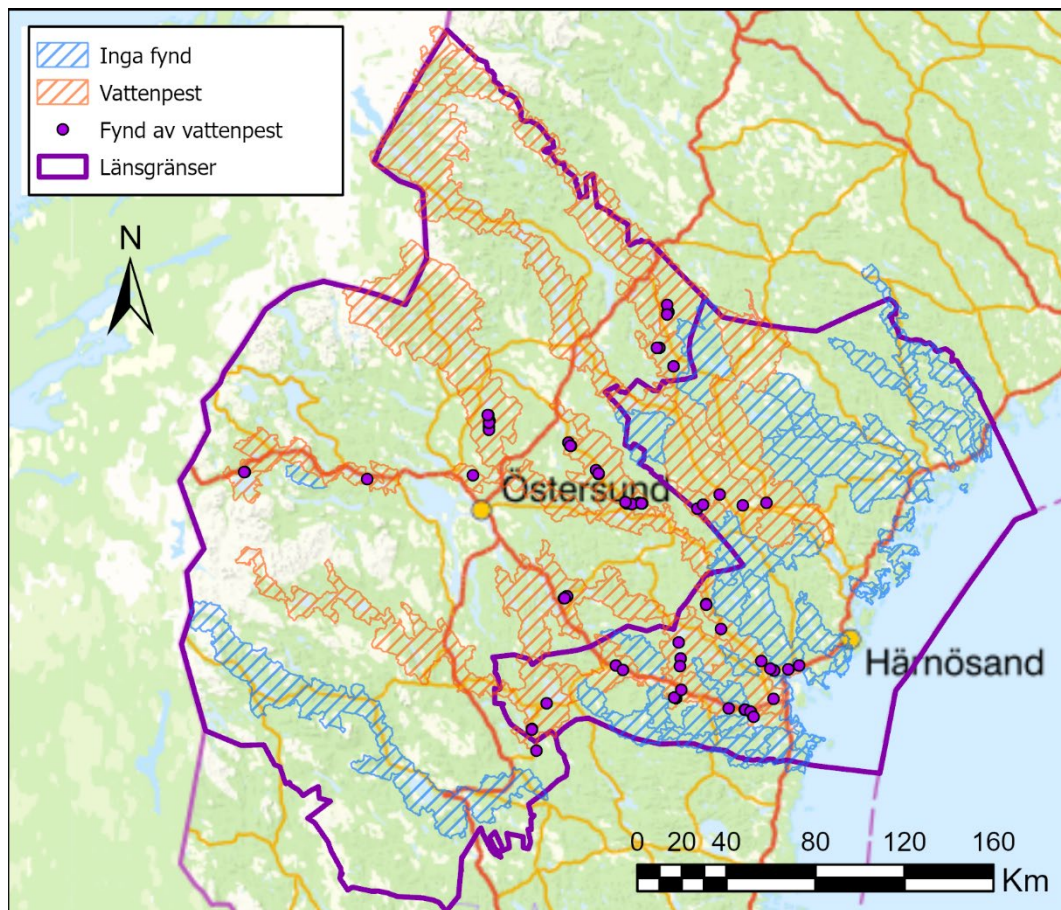 Inga fynd
Vattenpest
Fynd av vattenpest
Länsgränser
N
Östersund
Härnösand
0 20 40 80 120 160
Km